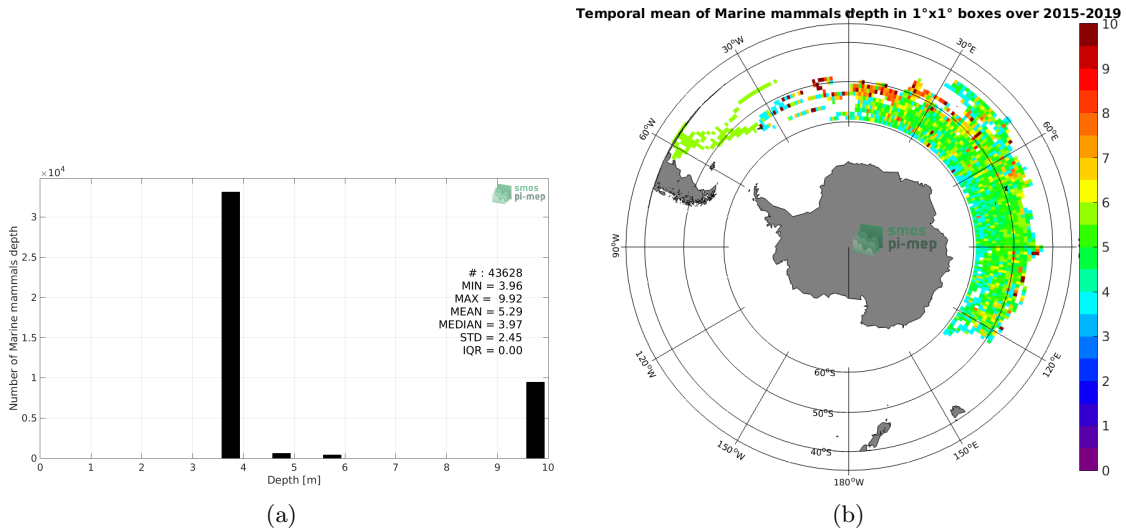 ×10⁴
3
2.5
2
1.5
1
0.5
0
0 1 2 3 4 5 6 7 8 9 10
Number of Marine mammals depth
Depth [m]
smos
pi-mep
# : 43628
MIN = 3.96
MAX = 9.92
MEAN = 5.29
MEDIAN = 3.97
STD = 2.45
IQR = 0.00
(a)
Temporal mean of Marine mammals depth in 1°x1° boxes over 2015-2019
0°
30°W
30°E
60°W
60°E
90°W
120°W
120°E
150°W
150°E
180°W
60°S
50°S
40°S
smos
pi-mep
10
9
8
7
6
5
4
3
2
1
0
(b)